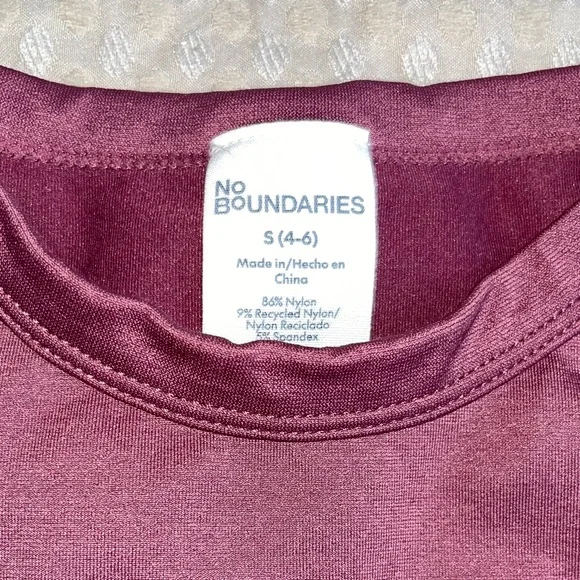 No
BOUNDARIES
S (4-6)
Made in/Hecho en
China
86% Nylon
9% Recycled Nylon/
Nylon Reciclado
5% Spandex